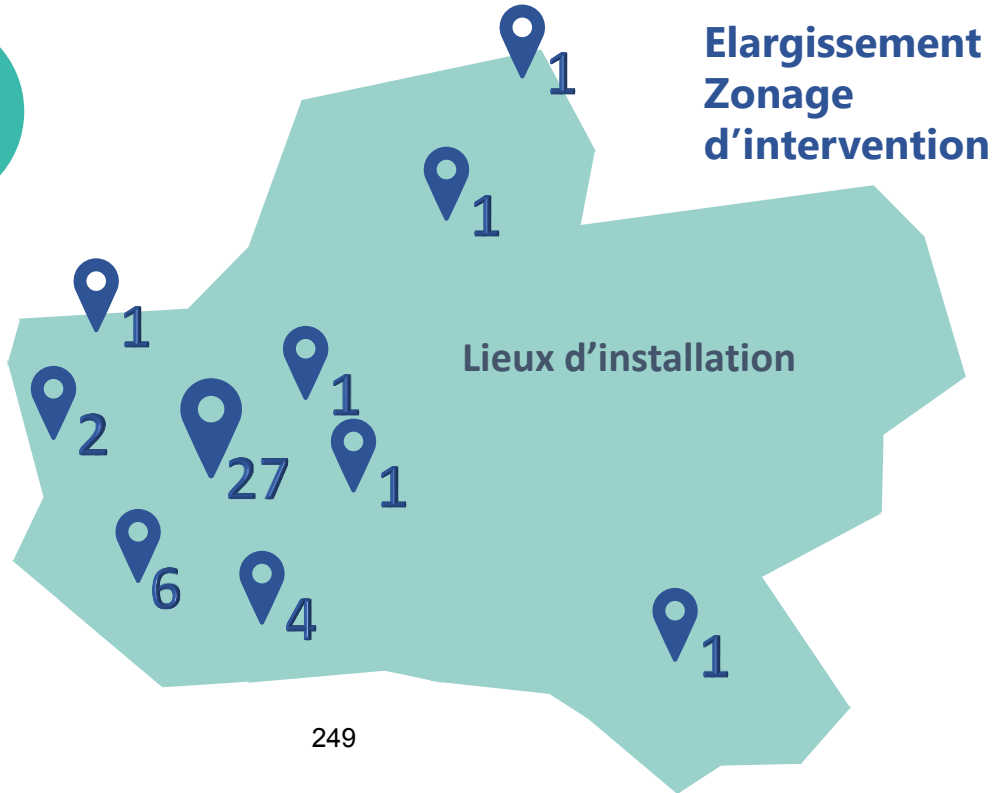 Elargissement
Zonage
d’intervention
1
1
1
1
Lieux d’installation
2
27
1
6
4
1
249